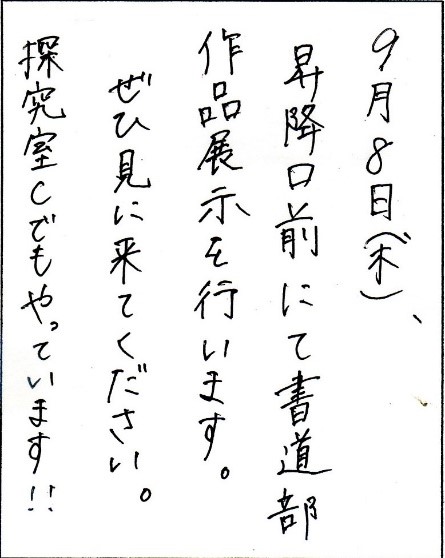 9月8日(木)、
昇降口前にて書道部
作品展示を行います。
ぜひ見に来てください。
探究室Cでもやっています!!